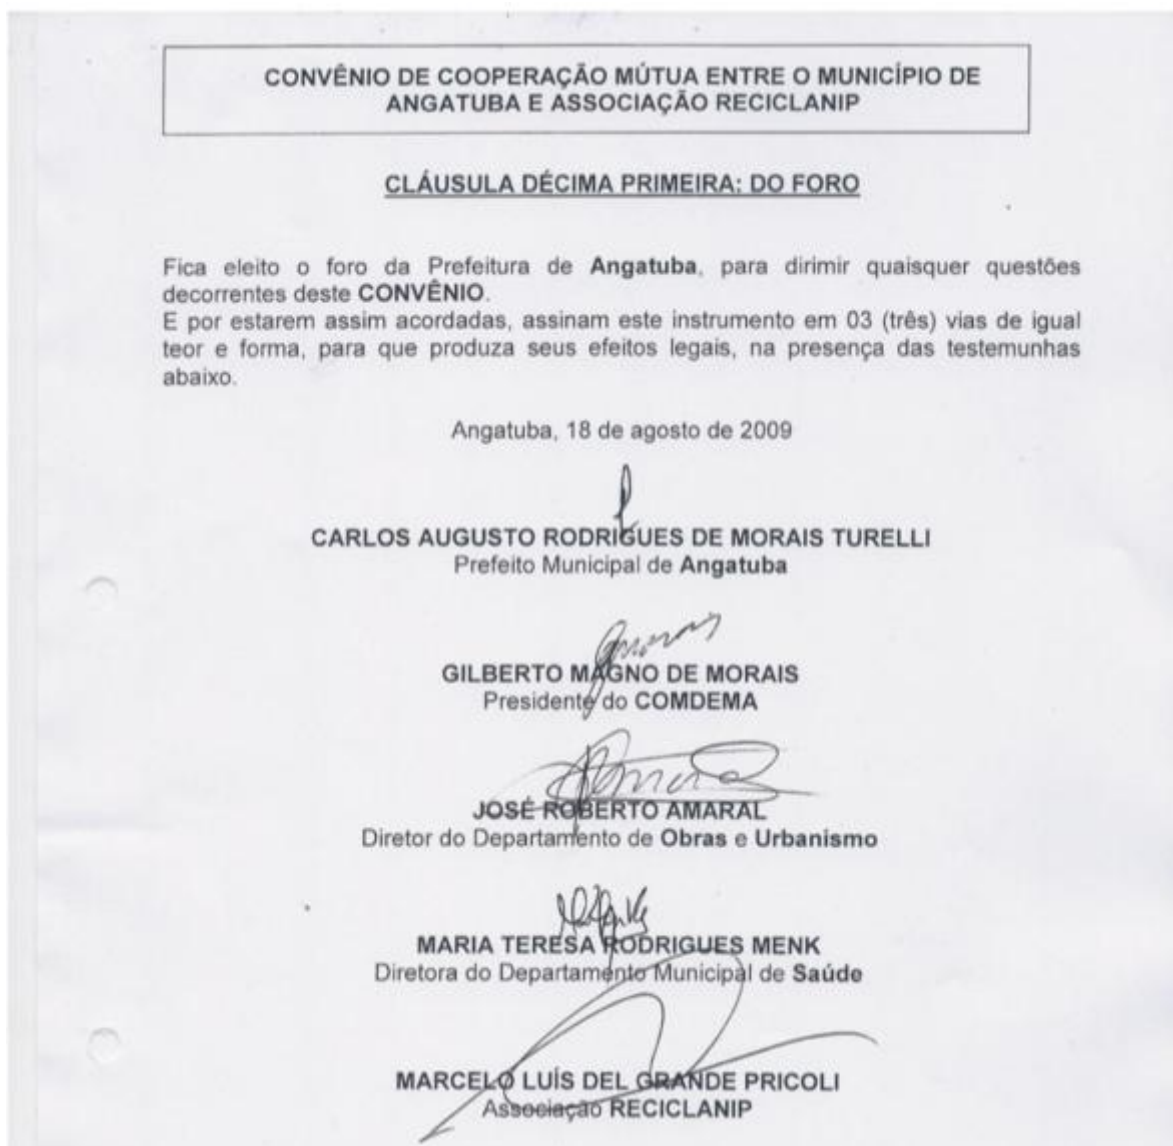 CONVÊNIO DE COOPERAÇÃO MÚTUA ENTRE O MUNICÍPIO DE
ANGATUBA E ASSOCIAÇÃO RECICLANIP
CLÁUSULA DÉCIMA PRIMEIRA: DO FORO
Fica eleito o foro da Prefeitura de Angatuba, para dirimir quaisquer questões
decorrentes deste CONVÊNIO.
E por estarem assim acordadas, assinam este instrumento em 03 (três) vias de igual
teor e forma, para que produza seus efeitos legais, na presença das testemunhas
abaixo.
Angatuba, 18 de agosto de 2009
CARLOS AUGUSTO RODRIGUES DE MORAIS TURELLI
Prefeito Municipal de Angatuba
GILBERTO MAGNO DE MORAIS
Presidente do COMDEMA
JOSÉ ROBERTO AMARAL
Diretor do Departamento de Obras e Urbanismo
MARIA TERESA RODRIGUES MENK
Diretora do Departamento Municipal de Saúde
MARCELO LUÍS DEL GRANDE PRICOLI
Associação RECICLANIP